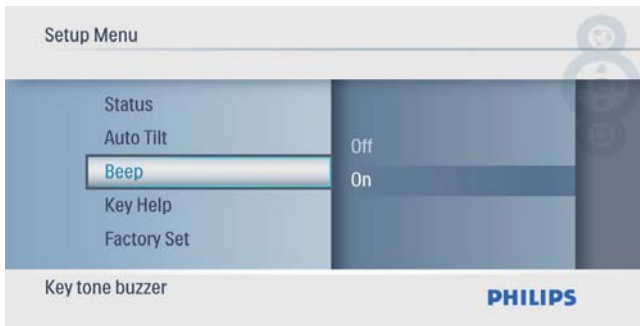 Setup Menu
Status
Auto Tilt
Beep
Key Help
Factory Set
Off
On
Key tone buzzer
PHILIPS